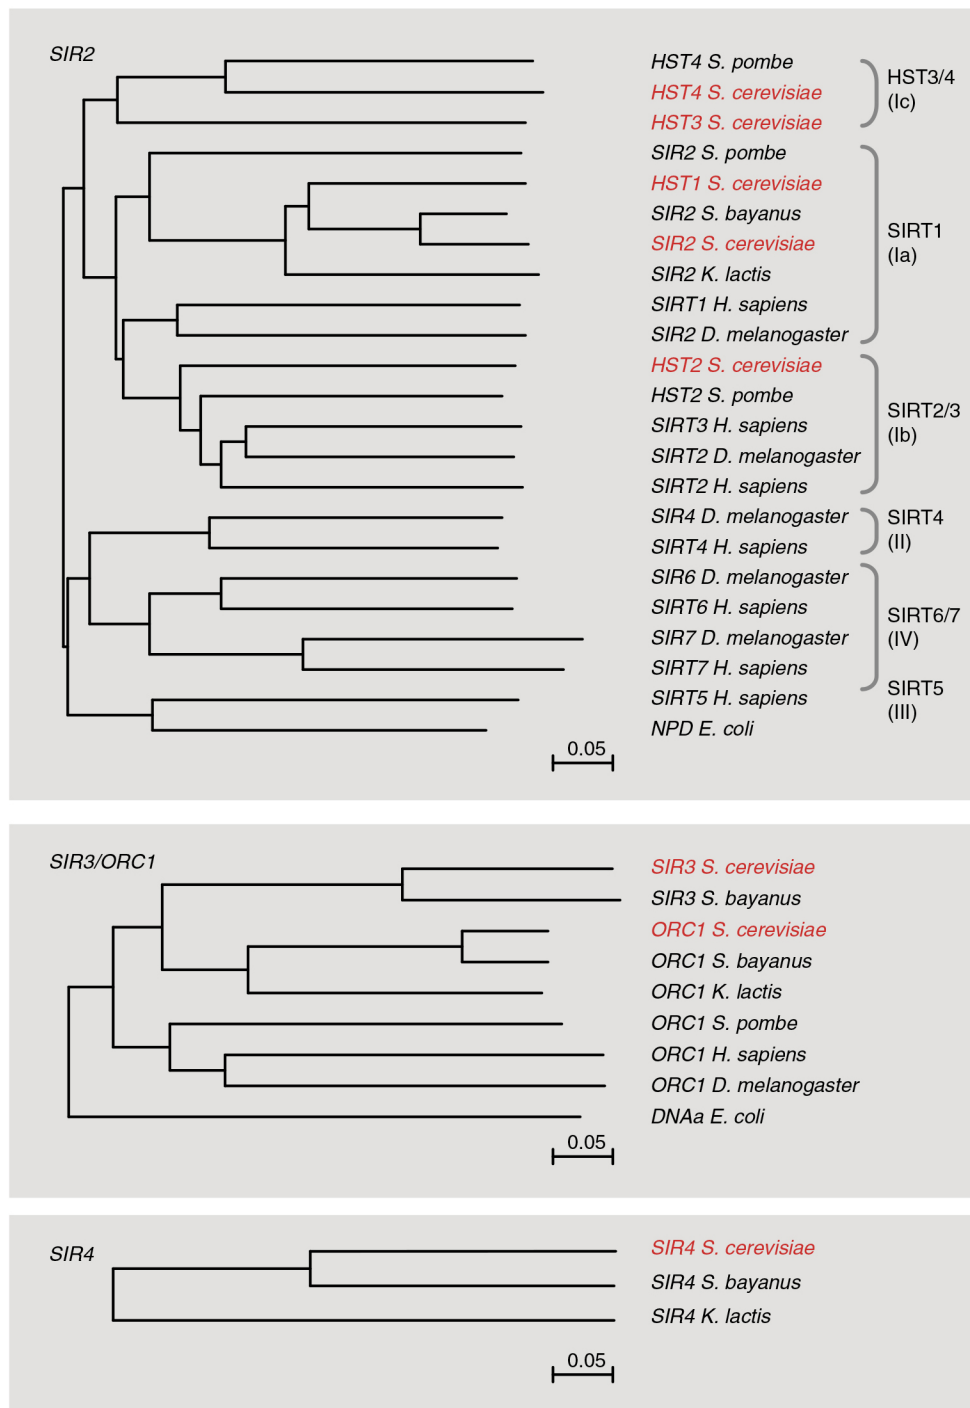 SIR2
HST4 S. pombe
HST4 S. cerevisiae
HST3 S. cerevisiae
HST3/4
(Ic)
SIR2 S. pombe
HST1 S. cerevisiae
SIR2 S. bayanus
SIR2 S. cerevisiae
SIR2 K. lactis
SIRT1 H. sapiens
SIR2 D. melanogaster
SIRT1
(Ia)
HST2 S. cerevisiae
HST2 S. pombe
SIRT3 H. sapiens
SIRT2 D. melanogaster
SIRT2 H. sapiens
SIRT2/3
(Ib)
SIR4 D. melanogaster
SIRT4 H. sapiens
SIRT4
(II)
SIR6 D. melanogaster
SIRT6 H. sapiens
SIR7 D. melanogaster
SIRT7 H. sapiens
SIRT6/7
(IV)
SIRT5 H. sapiens
NPD E. coli
SIRT5
(III)
0.05
SIR3/ORC1
SIR3 S. cerevisiae
SIR3 S. bayanus
ORC1 S. cerevisiae
ORC1 S. bayanus
ORC1 K. lactis
ORC1 S. pombe
ORC1 H. sapiens
ORC1 D. melanogaster
DNAa E. coli
0.05
SIR4
SIR4 S. cerevisiae
SIR4 S. bayanus
SIR4 K. lactis
0.05